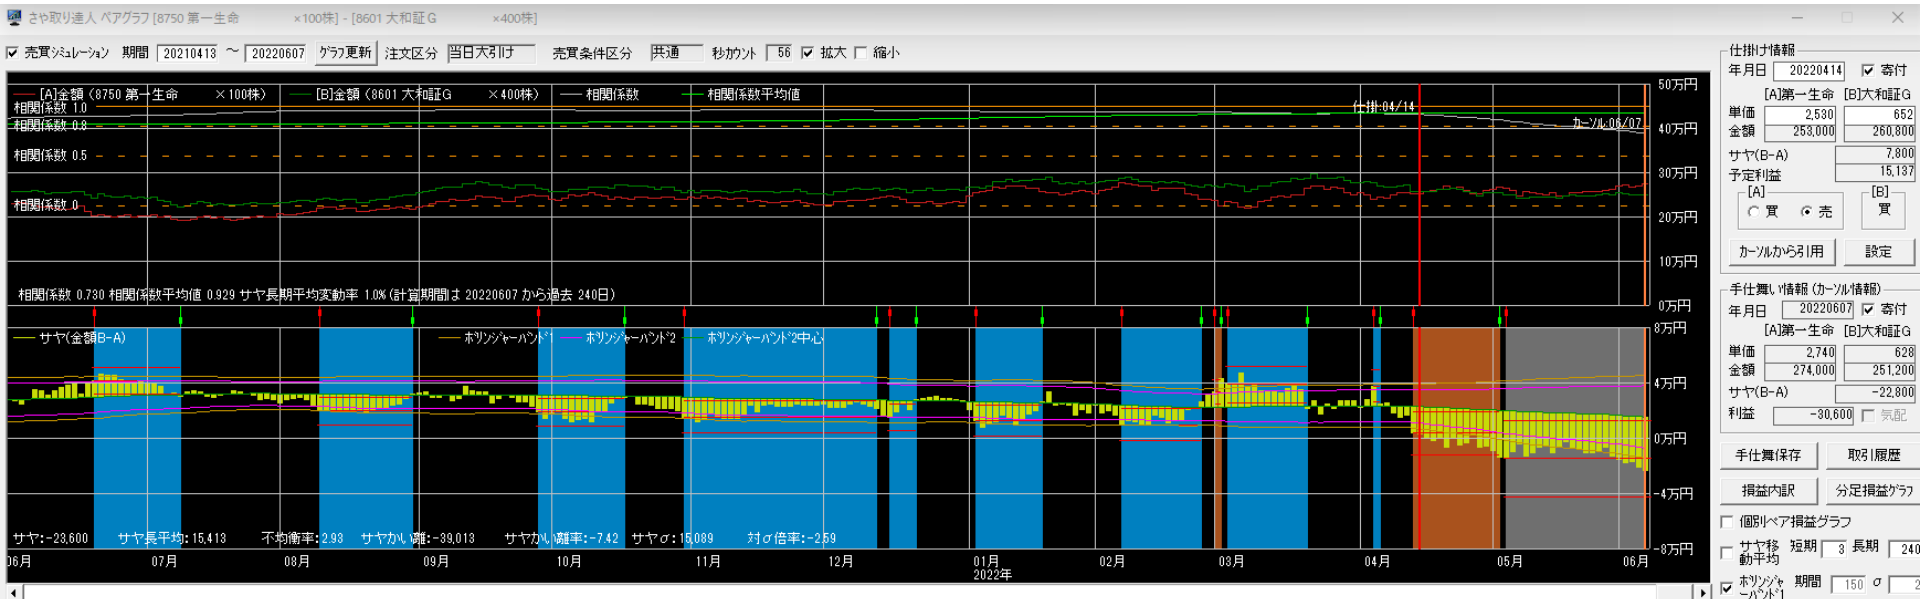 さや取り達人 ペアグラフ [8750 第一生命 ×100株] - [8601 大和証Ｇ ×400株]
売買シミュレーション 期間 20210413 ～ 20220607 グラフ更新 注文区分 当日大引け 売買条件区分 共通 秒カウント 56 拡大 縮小
[A]金額 (8750 第一生命 ×100株) [B]金額 (8601 大和証G ×400株) 相関係数 相関係数平均値
相関係数 1.0
相関係数 0.8
相関係数 0.5
相関係数 0
仕掛:04/14
カーソル:06/07
50万円
40万円
30万円
20万円
10万円
0万円
相関係数 0.730 相関係数平均値 0.929 サヤ長期平均変動率 1.0% (計算期間は 20220607 から過去 240日)
サヤ(金額B-A) ボリンジャーバンド1 ボリンジャーバンド2 ボリンジャーバンド2中心
8万円
4万円
0万円
-4万円
-8万円
サヤ:-23,600 サヤ長平均:15,413 不均衡率:2.93 サヤかい離:-39,013 サヤかい離率:-7.42 サヤσ:15,089 対σ倍率:-2.59
06月 07月 08月 09月 10月 11月 12月 01月 02月 03月 04月 05月 06月
2022年
仕掛け情報
年月日 20220414 寄付
[A]第一生命 [B]大和証G
単価 2,530 652
金額 253,000 260,800
サヤ(B-A) 7,800
予定利益 15,137
[A] [B]
買 売 買
カーソルから引用 設定
手仕舞い情報 (カーソル情報)
年月日 20220607 寄付
[A]第一生命 [B]大和証G
単価 2,740 628
金額 274,000 251,200
サヤ(B-A) -22,800
利益 -30,600 気配
手仕舞保存 取引履歴
損益内訳 分足損益グラフ
個別ペア損益グラフ
サヤ移動平均 短期 3 長期 240
ボリンジャーバンド1 期間 150 σ 2